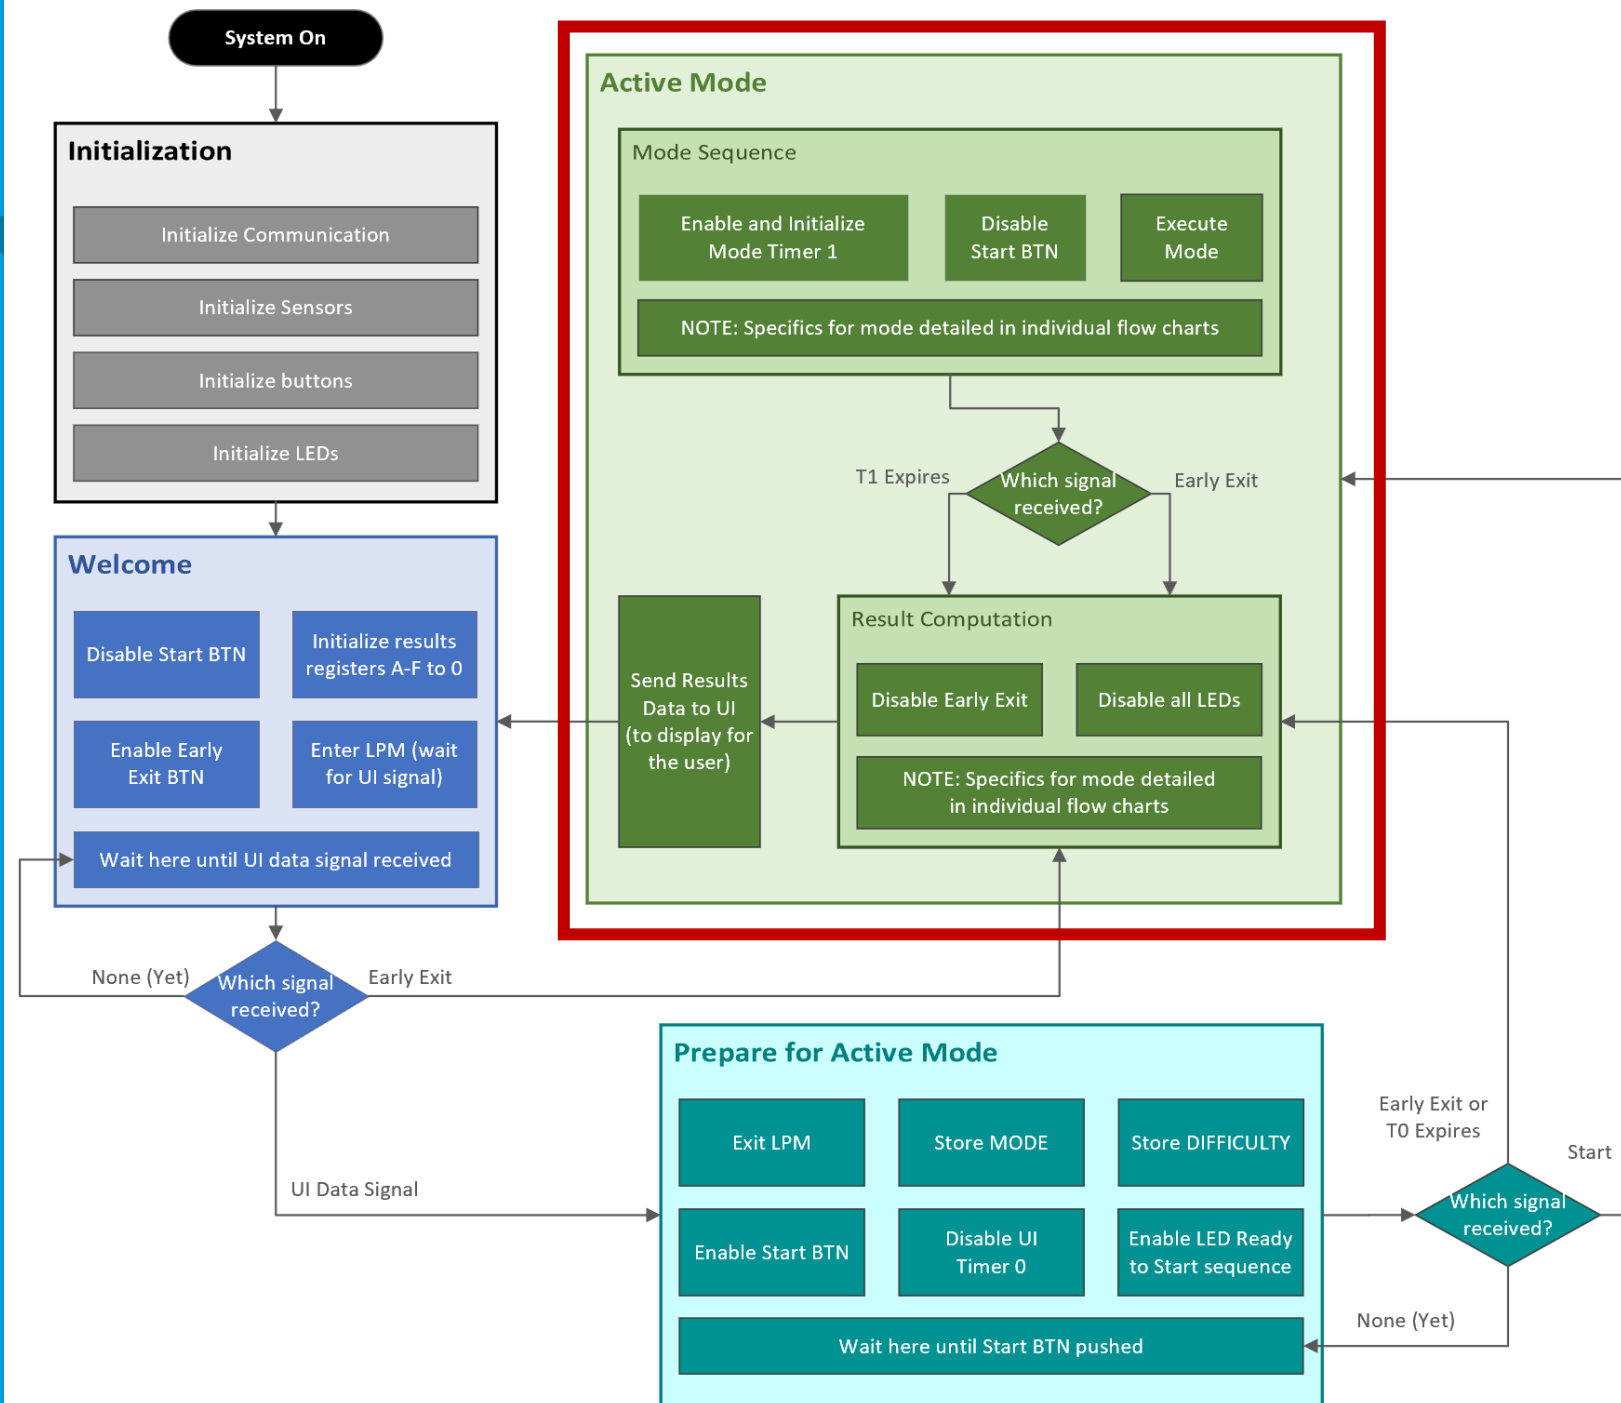 System On
Initialization
Initialize Communication
Initialize Sensors
Initialize buttons
Initialize LEDs
Welcome
Disable Start BTN
Initialize results
registers A-F to 0
Enable Early
Exit BTN
Enter LPM (wait
for UI signal)
Wait here until UI data signal received
None (Yet)
Which signal
received?
Early Exit
UI Data Signal
Active Mode
Mode Sequence
Enable and Initialize
Mode Timer 1
Disable
Start BTN
Execute
Mode
NOTE: Specifics for mode detailed in individual flow charts
T1 Expires
Which signal
received?
Early Exit
Result Computation
Disable Early Exit
Disable all LEDs
NOTE: Specifics for mode detailed
in individual flow charts
Send Results
Data to UI
(to display for
the user)
Prepare for Active Mode
Exit LPM
Store MODE
Store DIFFICULTY
Enable Start BTN
Disable UI
Timer 0
Enable LED Ready
to Start sequence
Wait here until Start BTN pushed
Early Exit or
T0 Expires
Start
Which signal
received?
None (Yet)